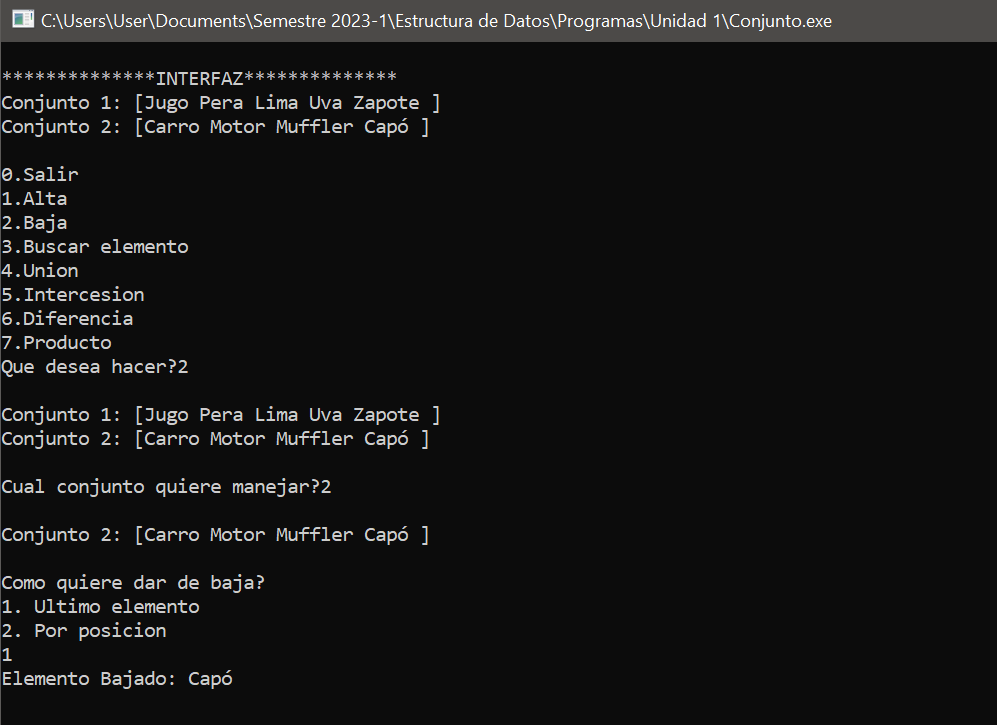 C:\Users\User\Documents\Semestre 2023-1\Estructura de Datos\Programas\Unidad 1\Conjunto.exe
**************INTERFAZ**************
Conjunto 1: [Jugo Pera Lima Uva Zapote ]
Conjunto 2: [Carro Motor Muffler Capó ]
0.Salir
1.Alta
2.Baja
3.Buscar elemento
4.Union
5.Intercesion
6.Diferencia
7.Producto
Que desea hacer?2
Conjunto 1: [Jugo Pera Lima Uva Zapote ]
Conjunto 2: [Carro Motor Muffler Capó ]
Cual conjunto quiere manejar?2
Conjunto 2: [Carro Motor Muffler Capó ]
Como quiere dar de baja?
1. Ultimo elemento
2. Por posicion
1
Elemento Bajado: Capó